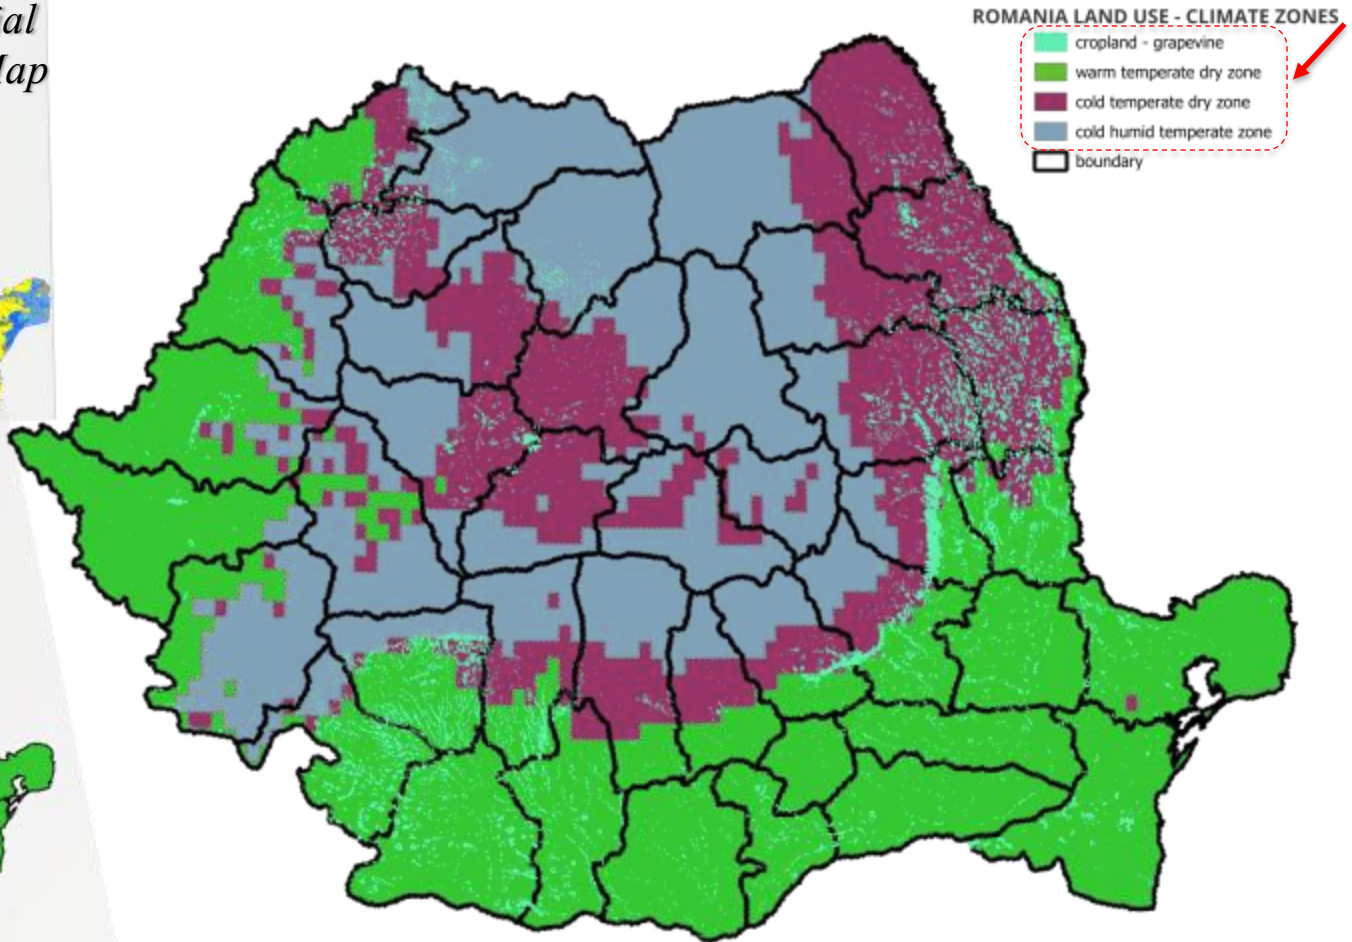 ial
Map
ROMANIA LAND USE - CLIMATE ZONES
cropland - grapevine
warm temperate dry zone
cold temperate dry zone
cold humid temperate zone
boundary